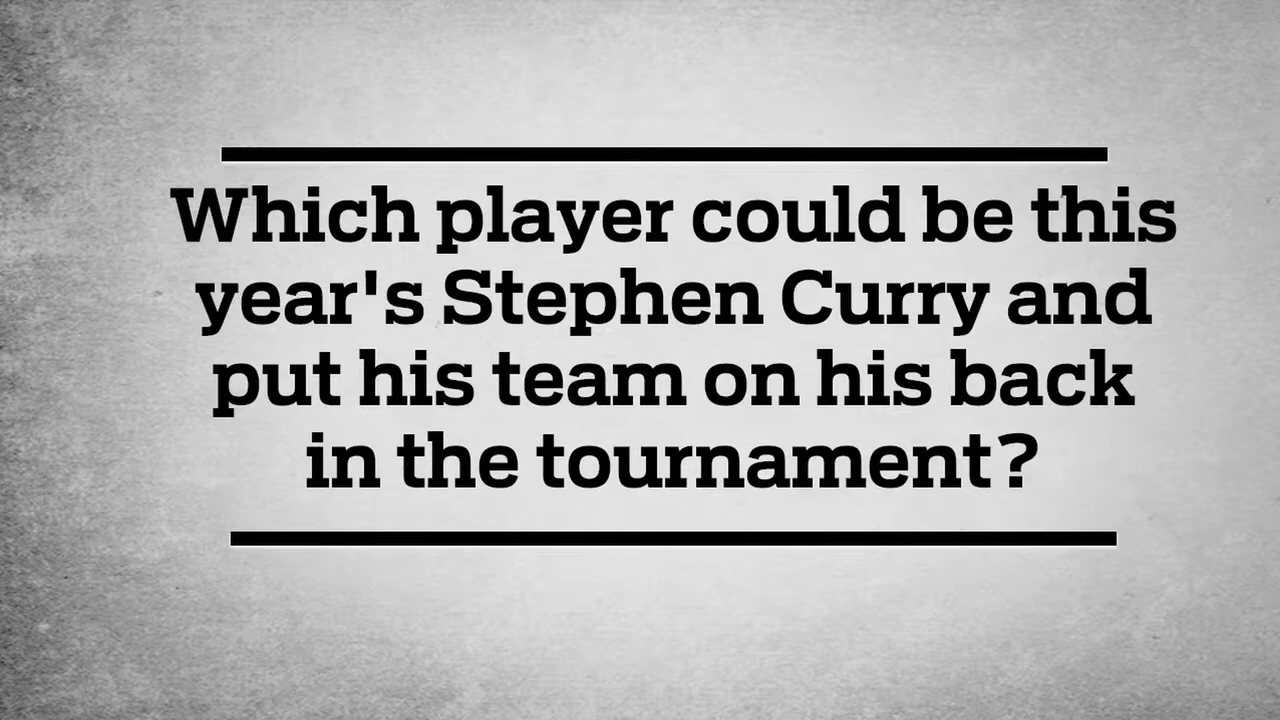 Which player could be this
year's Stephen Curry and
put his team on his back
in the tournament?